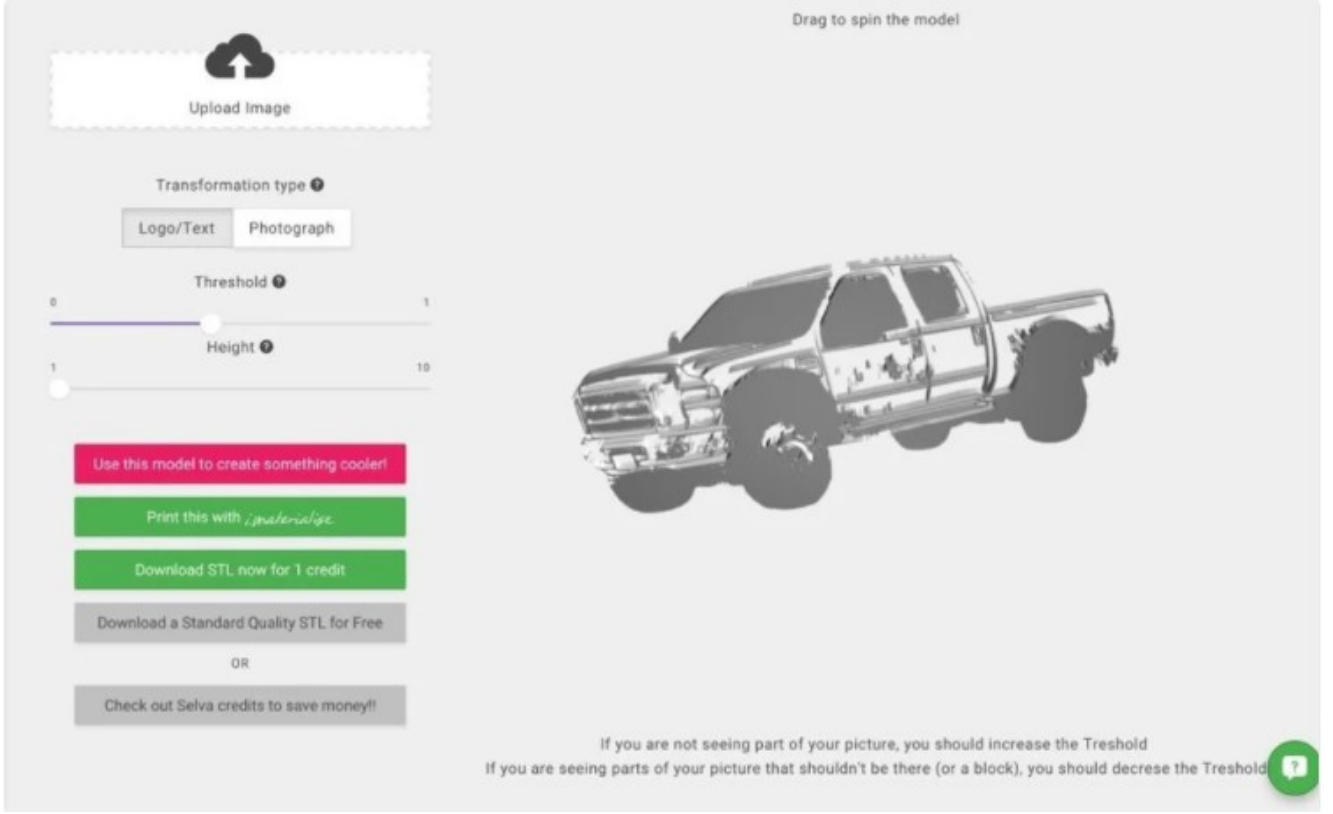 Drag to spin the model
Upload Image
Transformation type
Logo/Text Photograph
Threshold
0 1
Height
1 10
Use this model to create something cooler!
Print this with i.materialise
Download STL now for 1 credit
Download a Standard Quality STL for Free
OR
Check out Selva credits to save money!!
If you are not seeing part of your picture, you should increase the Treshold
If you are seeing parts of your picture that shouldn't be there (or a block), you should decrese the Treshold